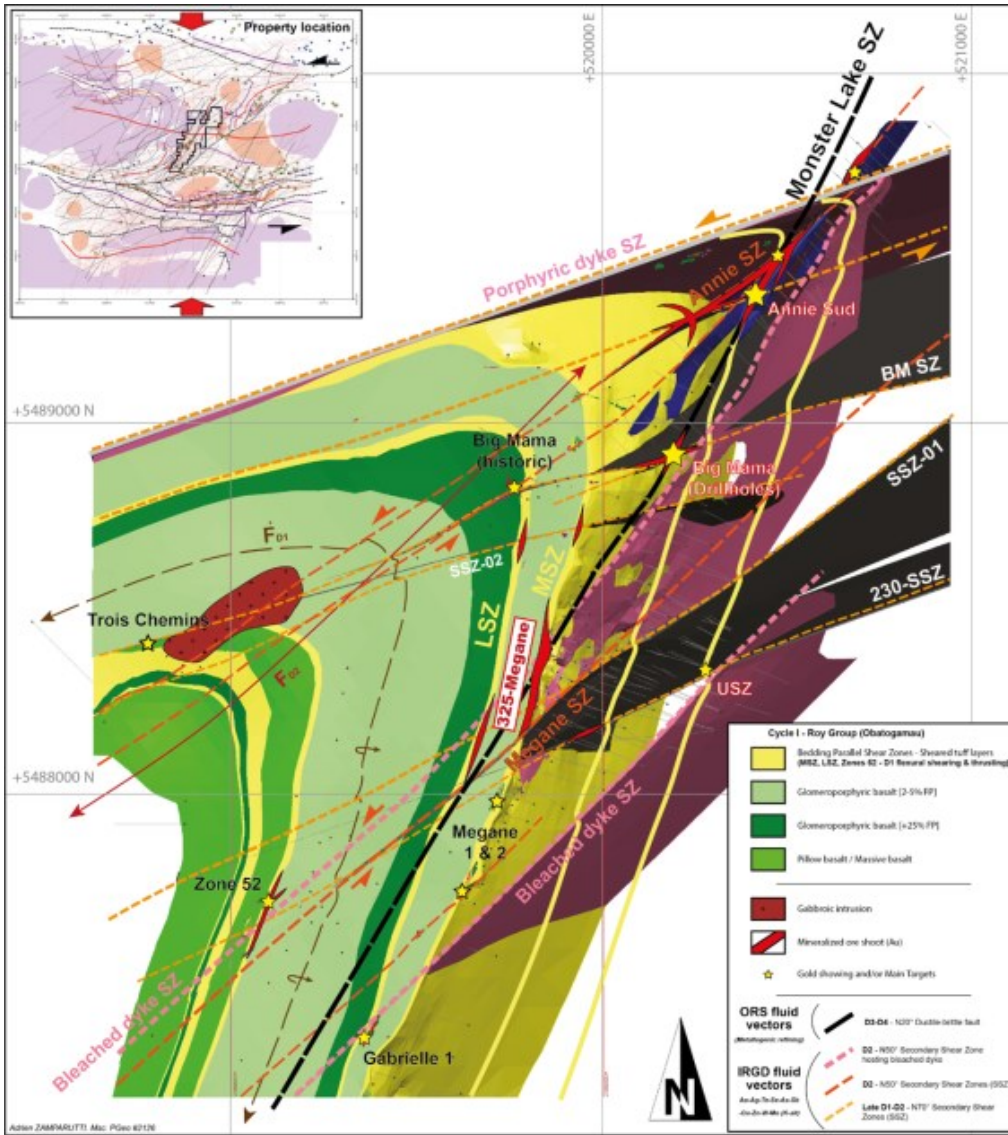 Property location
+520000 E
+521000 E
Monster Lake SZ
Porphyric dyke SZ
Annie SZ
Annie Sud
BM SZ
+5489000 N
Big Mama
(historic)
Big Mama
(Drillholes)
SSZ-01
F D1
SSZ-02
MSZ
LSZ
230-SSZ
Trois Chemins
F D2
325-Megane
USZ
Megane SZ
+5488000 N
Megane
1 & 2
Bleached dyke SZ
Zone 52
Bleached dyke SZ
Gabrielle 1
N
Cycle I - Roy Group (Obatogamau)
Bedding Parallel Shear Zones - Sheared tuff layers
(MSZ, LSZ, Zones 52 - D1 flexural shearing & thrusting)
Glomeroporphyric basalt [2-5% FP]
Glomeroporphyric basalt [+25% FP]
Pillow basalt / Massive basalt
Gabbroic intrusion
Mineralized ore shoot (Au)
Gold showing and/or Main Targets
ORS fluid
vectors
(Metallogenic refining)
D3-D4 - N20° Ductile-brittle fault
IRGD fluid
vectors
D2 - N50° Secondary Shear Zone
hosting bleached dyke
D2 - N50° Secondary Shear Zones (SSZ)
Late D1-D2 - N70° Secondary Shear
Zones (SSZ)
Adrien ZAMPARUTTI. Msc. PGeo 02126